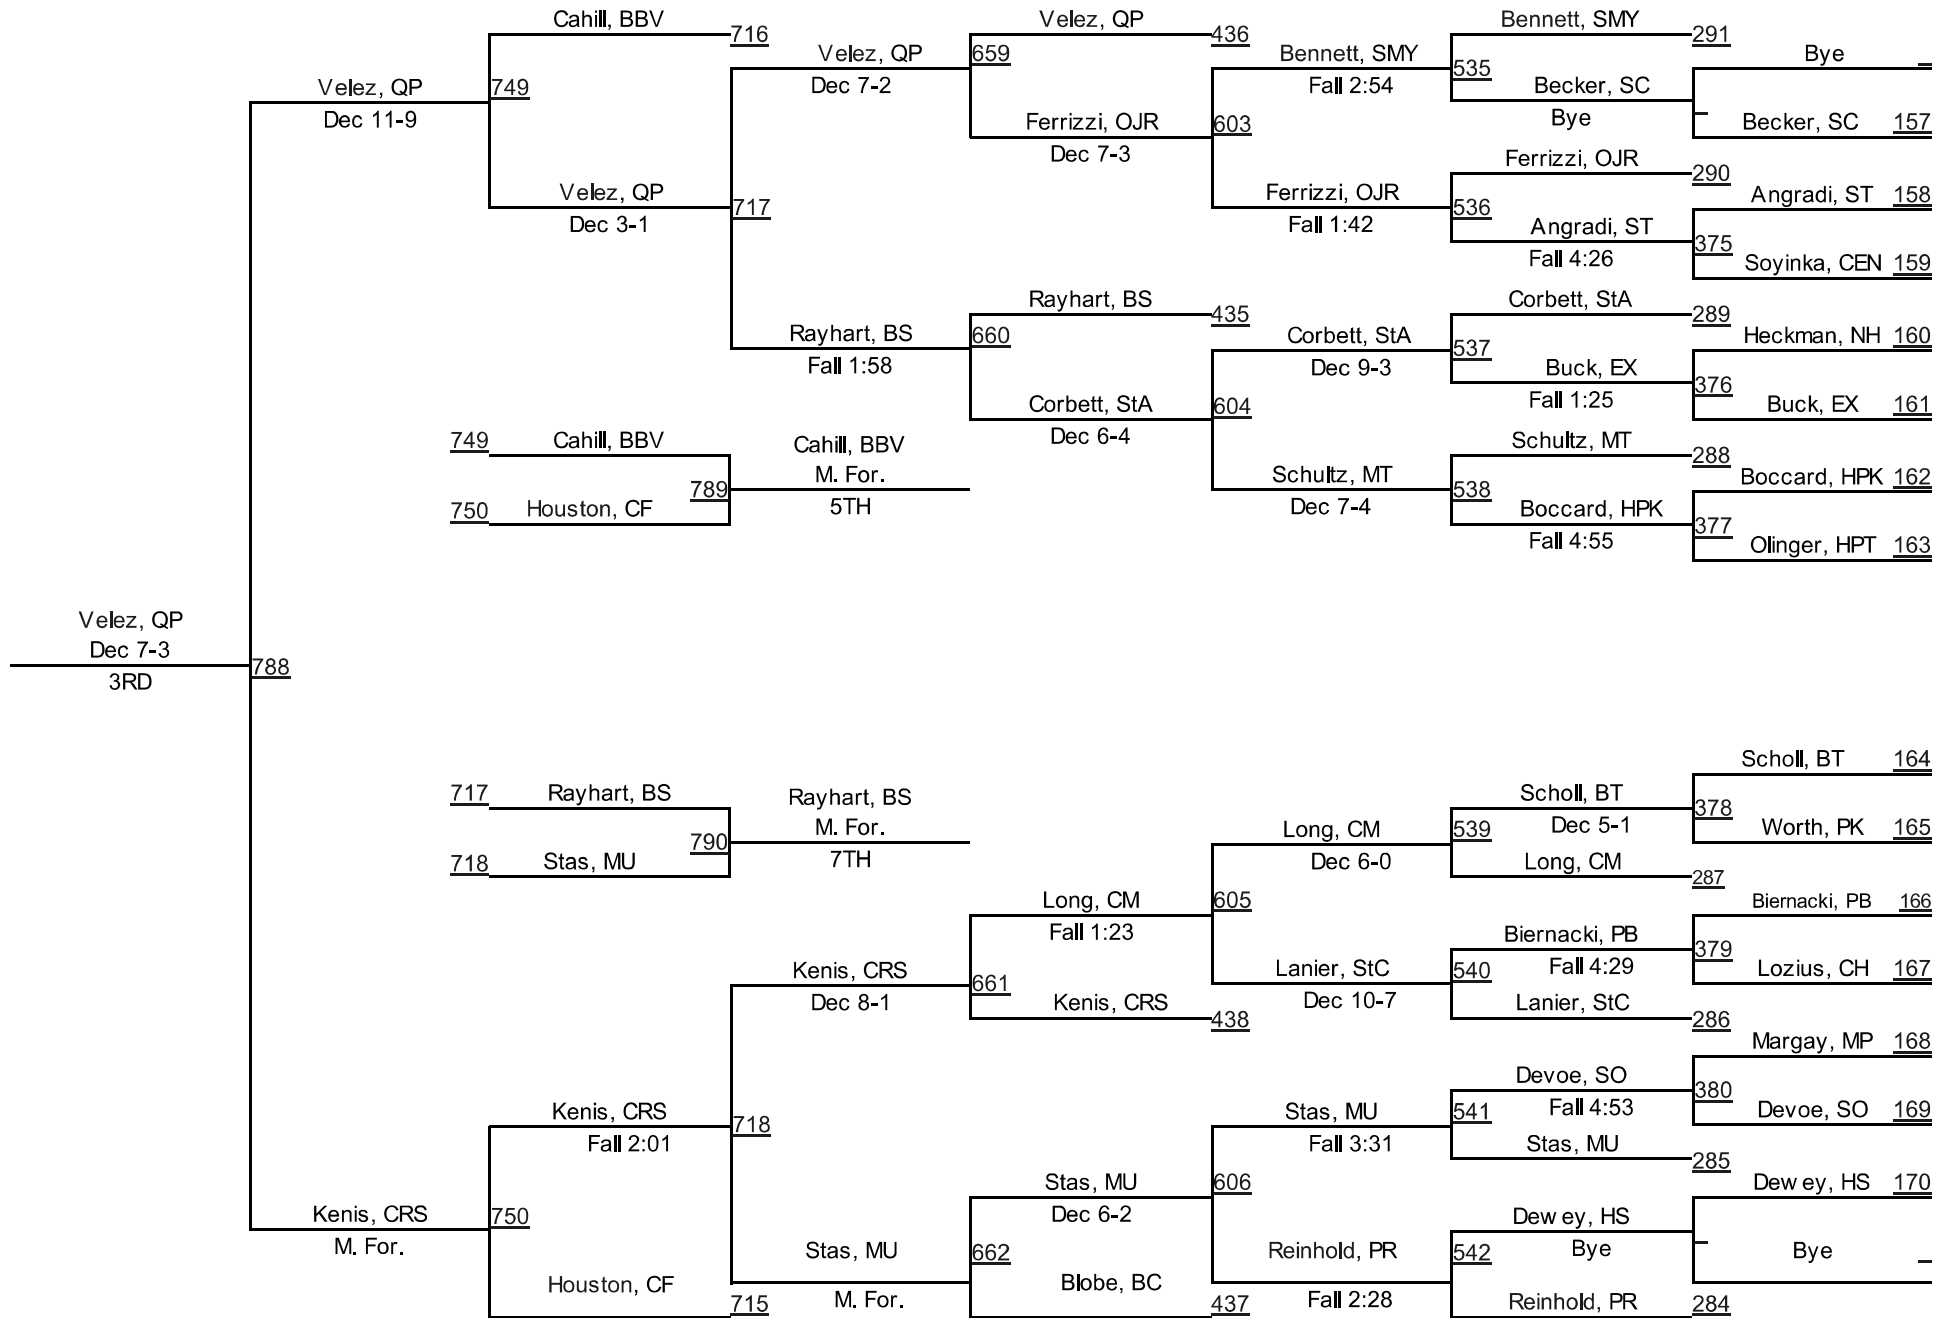 Cahill, BBV
716
Velez, QP
Dec 11-9
749
Velez, QP
Dec 3-1
717
Velez, QP
Dec 7-2
659
Velez, QP
436
Ferrizzi, OJR
Dec 7-3
603
Bennett, SMY
Fall 2:54
535
Bennett, SMY
291
Becker, SC
Bye
Bye
Becker, SC 157
Ferrizzi, OJR
Fall 1:42
536
Ferrizzi, OJR
290
Angradi, ST
Fall 4:26
375
Angradi, ST 158
Soyinka, CEN 159
Rayhart, BS
Fall 1:58
660
Rayhart, BS
435
Corbett, StA
Dec 6-4
604
Corbett, StA
Dec 9-3
537
Corbett, StA
289
Buck, EX
Fall 1:25
376
Heckman, NH 160
Buck, EX 161
Schultz, MT
Dec 7-4
538
Schultz, MT
288
Boccard, HPK
Fall 4:55
377
Boccard, HPK 162
Olinger, HPT 163
749 Cahill, BBV
750 Houston, CF
789
Cahill, BBV
M. For.
5TH
Velez, QP
Dec 7-3
3RD
788
717 Rayhart, BS
718 Stas, MU
790
Rayhart, BS
M. For.
7TH
Kenis, CRS
M. For.
750
Kenis, CRS
Fall 2:01
718
Houston, CF
715
Kenis, CRS
Dec 8-1
661
Long, CM
Fall 1:23
605
Kenis, CRS
438
Long, CM
Dec 6-0
539
Scholl, BT
Dec 5-1
378
Scholl, BT 164
Worth, PK 165
Long, CM
287
Lanier, StC
Dec 10-7
540
Biernacki, PB
Fall 4:29
379
Biernacki, PB 166
Lozius, CH 167
Lanier, StC
286
Stas, MU
M. For.
662
Stas, MU
Dec 6-2
606
Blobe, BC
437
Stas, MU
Fall 3:31
541
Devoe, SO
Fall 4:53
380
Margay, MP 168
Devoe, SO 169
Stas, MU
285
Reinhold, PR
Fall 2:28
542
Dewey, HS
Bye
Dewey, HS 170
Bye
Reinhold, PR
284